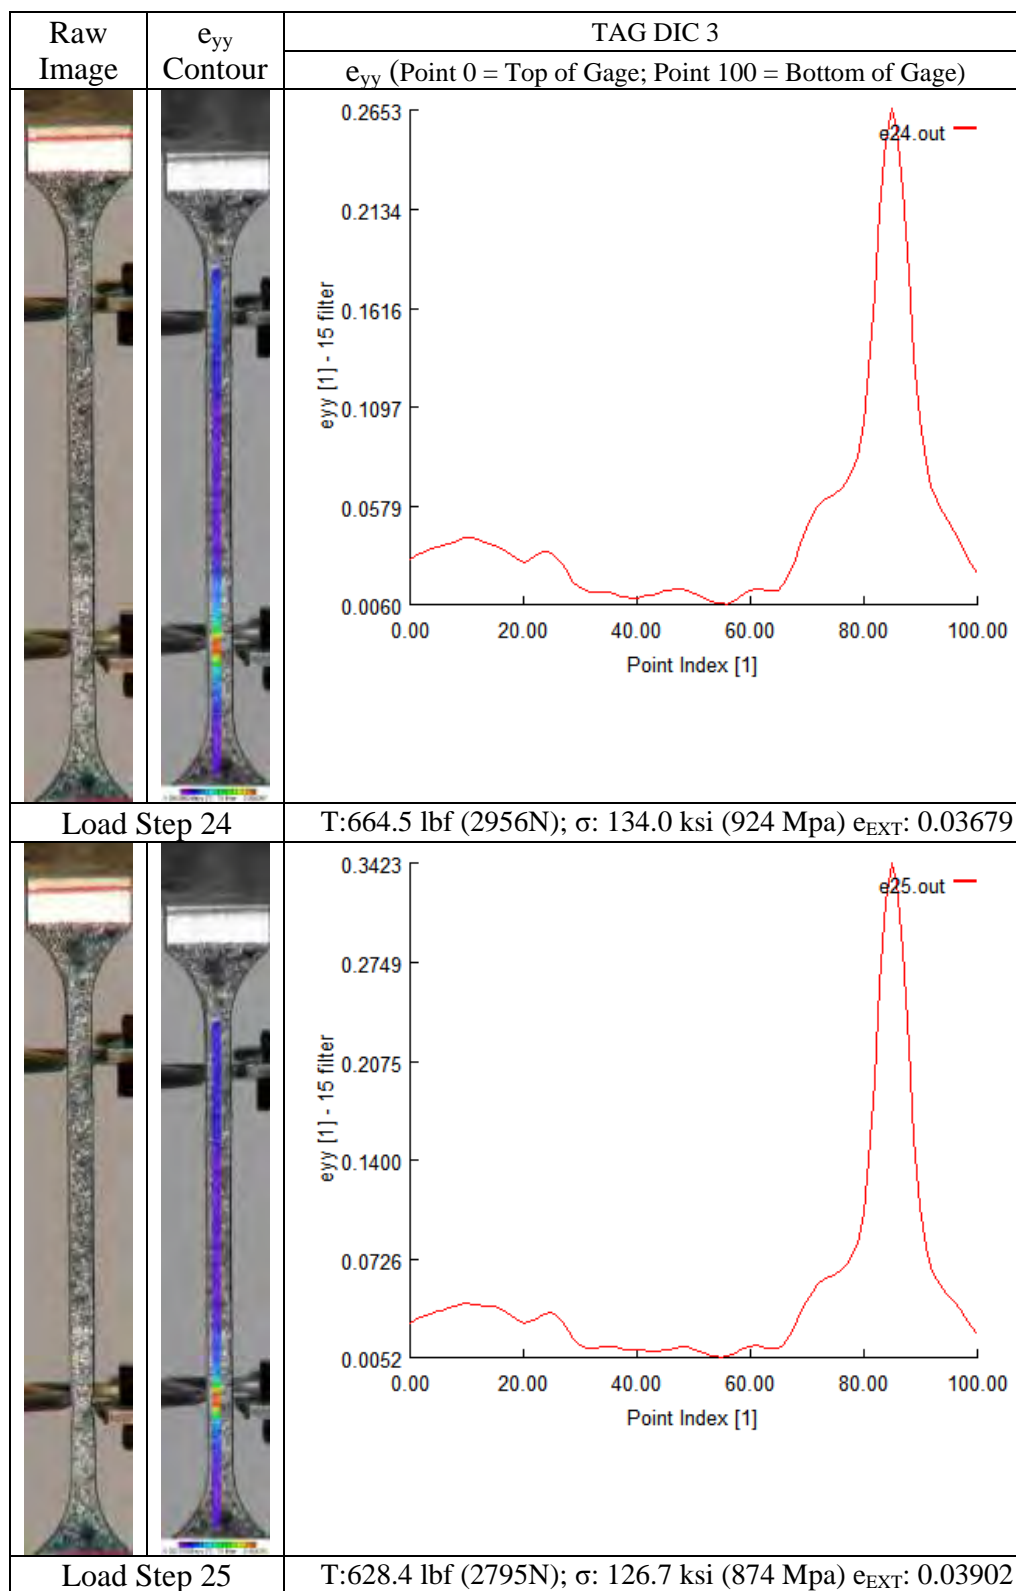 Raw Image
e_yy Contour
TAG DIC 3
e_yy (Point 0 = Top of Gage; Point 100 = Bottom of Gage)
0.2653
e24.out
0.2134
0.1616
0.1097
0.0579
0.0060
eyy [1] - 15 filter
0.00 20.00 40.00 60.00 80.00 100.00
Point Index [1]
Load Step 24
T:664.5 lbf (2956N); σ: 134.0 ksi (924 Mpa) e_EXT: 0.03679
0.3423
e25.out
0.2749
0.2075
0.1400
0.0726
0.0052
eyy [1] - 15 filter
0.00 20.00 40.00 60.00 80.00 100.00
Point Index [1]
Load Step 25
T:628.4 lbf (2795N); σ: 126.7 ksi (874 Mpa) e_EXT: 0.03902